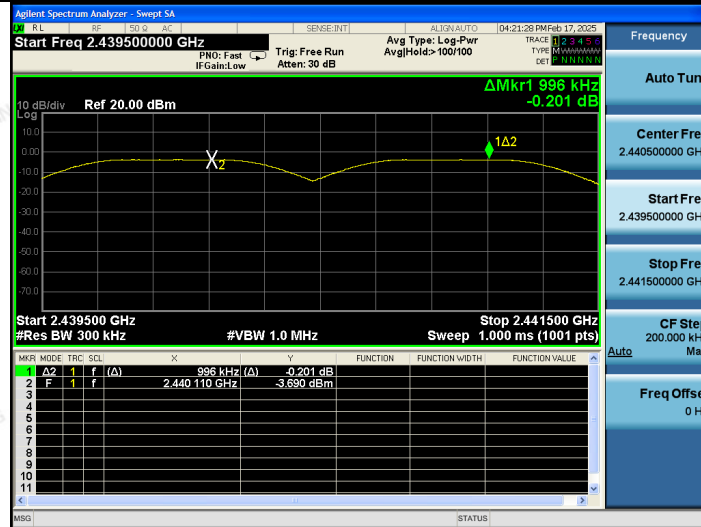 Agilent Spectrum Analyzer - Swept SA
LXI RL RF 50 Ω AC SENSE:INT ALIGNAUTO 04:21:28 PM Feb 17, 2025
Start Freq 2.439500000 GHz
PNO: Fast
IFGain:Low
Trig: Free Run
Atten: 30 dB
Avg Type: Log-Pwr
Avg|Hold:>100/100
TRACE 1 2 3 4 5 6
TYPE M
DET P N N N N N
ΔMkr1 996 kHz
-0.201 dB
10 dB/div Ref 20.00 dBm
Log
10.0
0.00
-10.0
-20.0
-30.0
-40.0
-50.0
-60.0
-70.0
1Δ2
2
Start 2.439500 GHz Stop 2.441500 GHz
#Res BW 300 kHz #VBW 1.0 MHz Sweep 1.000 ms (1001 pts)
MKR MODE TRC SCL X Y FUNCTION FUNCTION WIDTH FUNCTION VALUE
1 Δ2 1 f (Δ) 996 kHz (Δ) -0.201 dB
2 F 1 f 2.440 110 GHz -3.690 dBm
3
4
5
6
7
8
9
10
11
MSG STATUS
Frequency
Auto Tun
Center Fre
2.440500000 GH
Start Fre
2.439500000 GH
Stop Fre
2.441500000 GH
CF Ste
200.000 kH
Auto Ma
Freq Offse
0 H